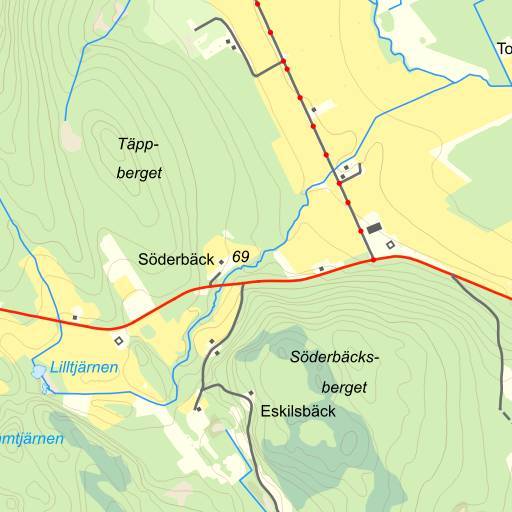 To
Täpp-
berget
Söderbäck
69
Söderbäcks-
berget
Lilltjärnen
Eskilsbäck
mtjärnen